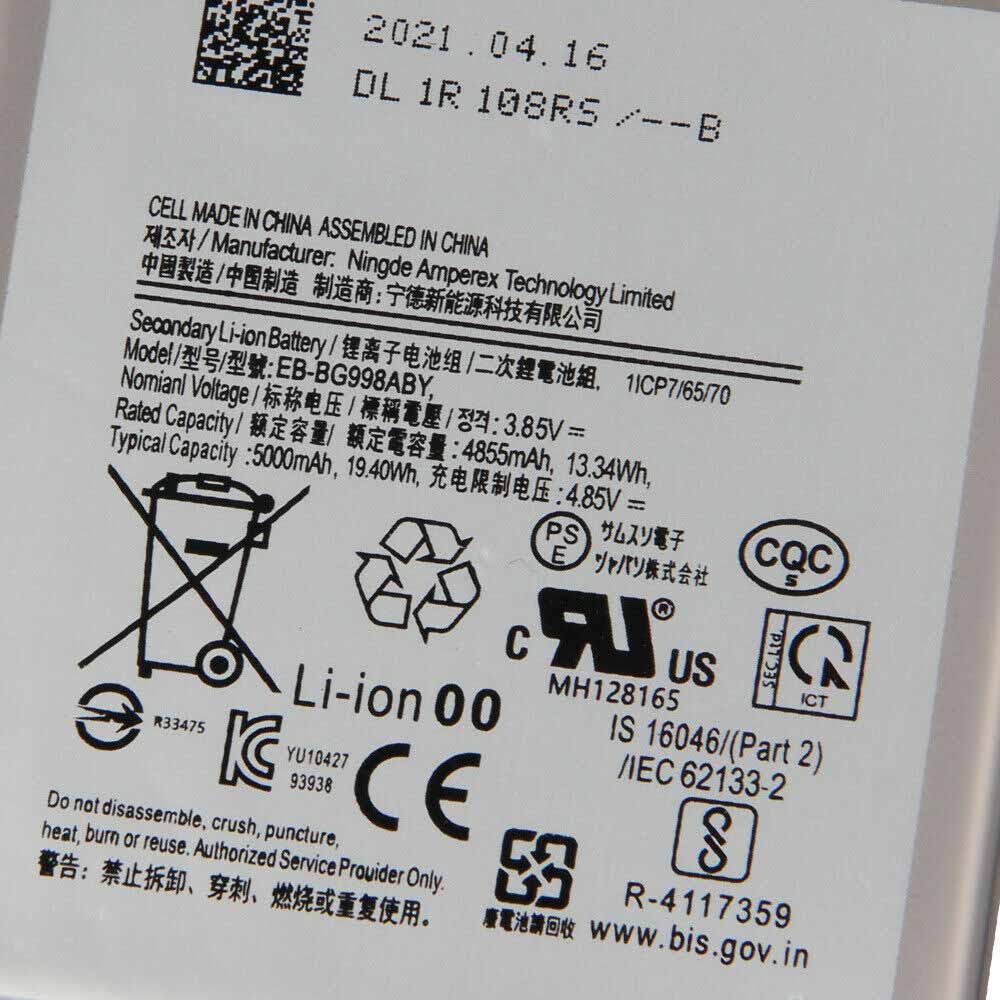 2021.04.16
DL 1R 108RS /--B
CELL MADE IN CHINA ASSEMBLED IN CHINA
제조자 / Manufacturer: Ningde Amperex Technology Limited
中國製造 / 中国制造 制造商: 宁德新能源科技有限公司
Secondary Li-ion Battery / 锂离子电池组 / 二次鋰電池組, 1ICP7/65/70
Model / 型号 / 型號: EB-BG998ABY,
Nomianl Voltage / 标称电压 / 標稱電壓 / 정격: 3.85V ⎓
Rated Capacity / 额定容量/ 額定電容量 : 4855mAh, 13.34Wh,
Typical Capacity :5000mAh, 19.40Wh, 充电限制电压 : 4.85V ⎓
PS
E
サムスソ電子
ツャパソ株式会社
CQC
S
c RU ® US
MH128165
SEC.Ltd.
ICT
Li-ion 00
R33475
YU10427
93938
CE
IS 16046/(Part 2)
/IEC 62133-2
Do not disassemble, crush, puncture,
heat, burn or reuse. Authorized Service Prouider Only.
警告: 禁止拆卸、穿刺、燃烧或重复使用.
廢電池請回收
R-4117359
www.bis.gov.in